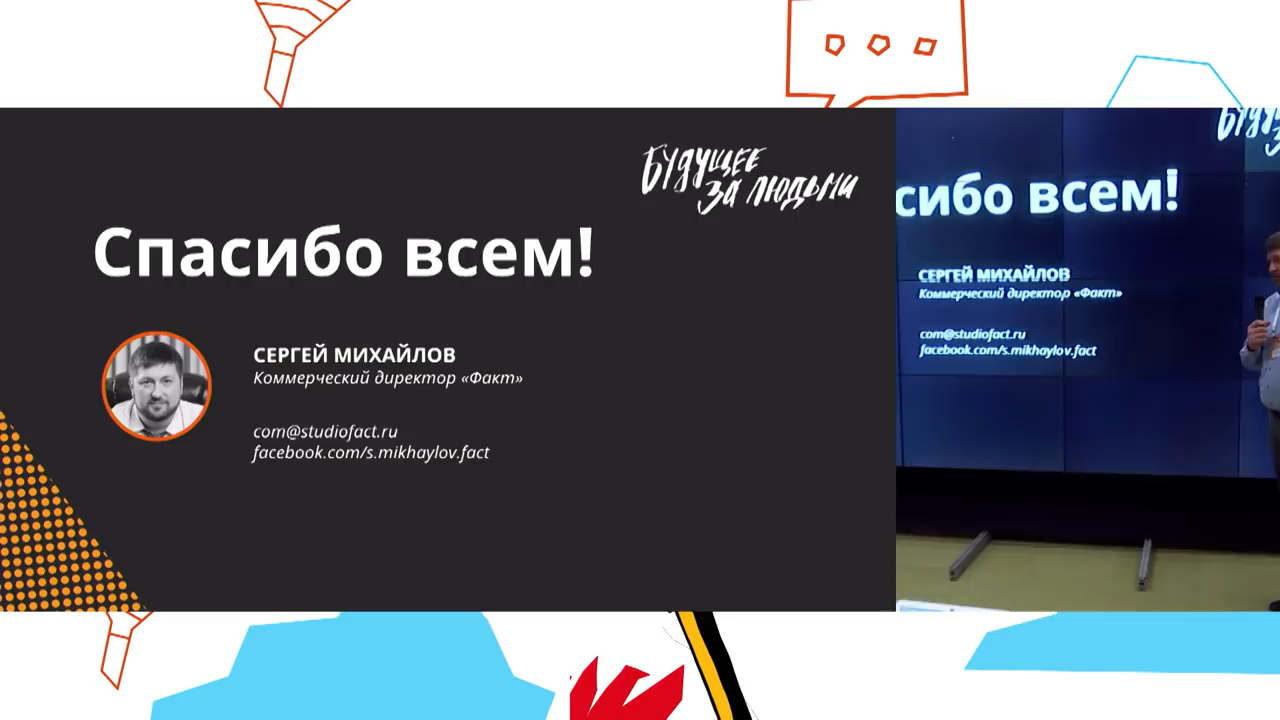 БУДУЩЕЕ
ЗА ЛЮДЬМИ
Спасибо всем!
СЕРГЕЙ МИХАЙЛОВ
Коммерческий директор «Факт»
com@studiofact.ru
facebook.com/s.mikhaylov.fact
сибо всем!
СЕРГЕЙ МИХАЙЛОВ
Коммерческий директор «Факт»
com@studiofact.ru
facebook.com/s.mikhaylov.fact